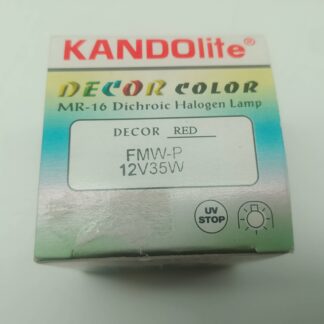 KANDOlite®
DECOR COLOR
MR-16 Dichroic Halogen Lamp
DECOR RED
FMW-P
12V35W
UV
STOP